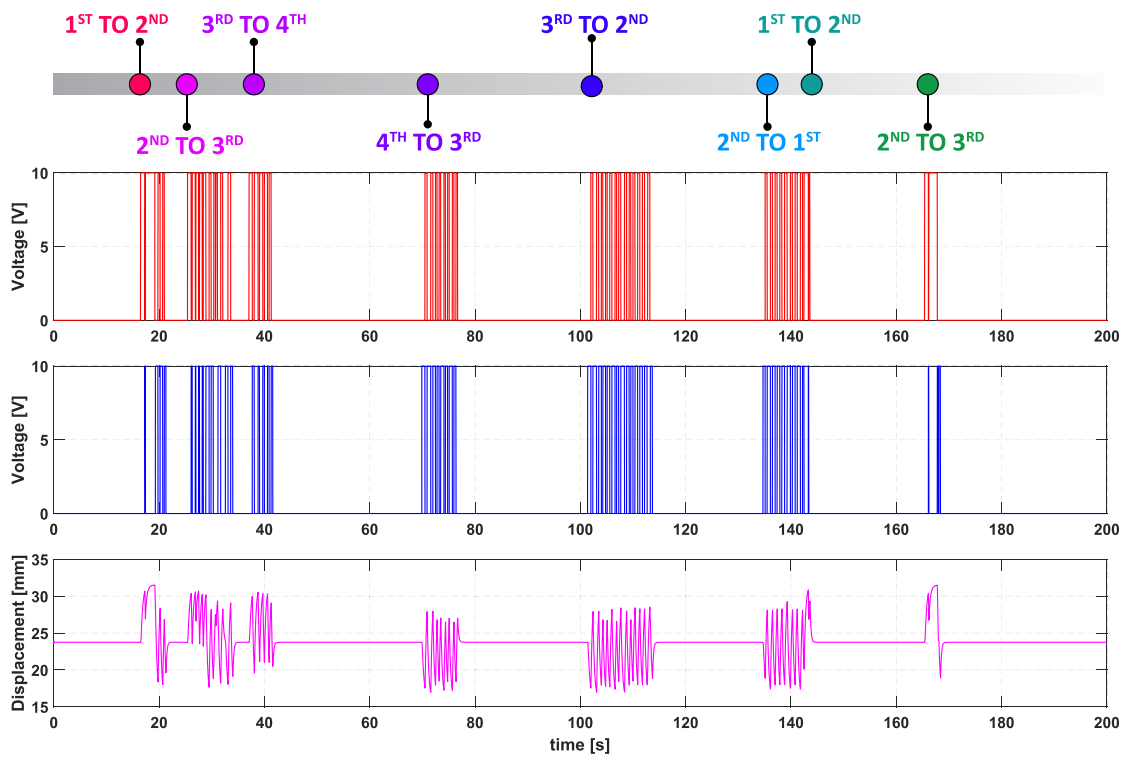 1ST TO 2ND 3RD TO 4TH 3RD TO 2ND 1ST TO 2ND
2ND TO 3RD 4TH TO 3RD 2ND TO 1ST 2ND TO 3RD
Voltage [V]
10
5
0
0 20 40 60 80 100 120 140 160 180 200
Voltage [V]
10
5
0
0 20 40 60 80 100 120 140 160 180 200
Displacement [mm]
35
30
25
20
15
0 20 40 60 80 100 120 140 160 180 200
time [s]